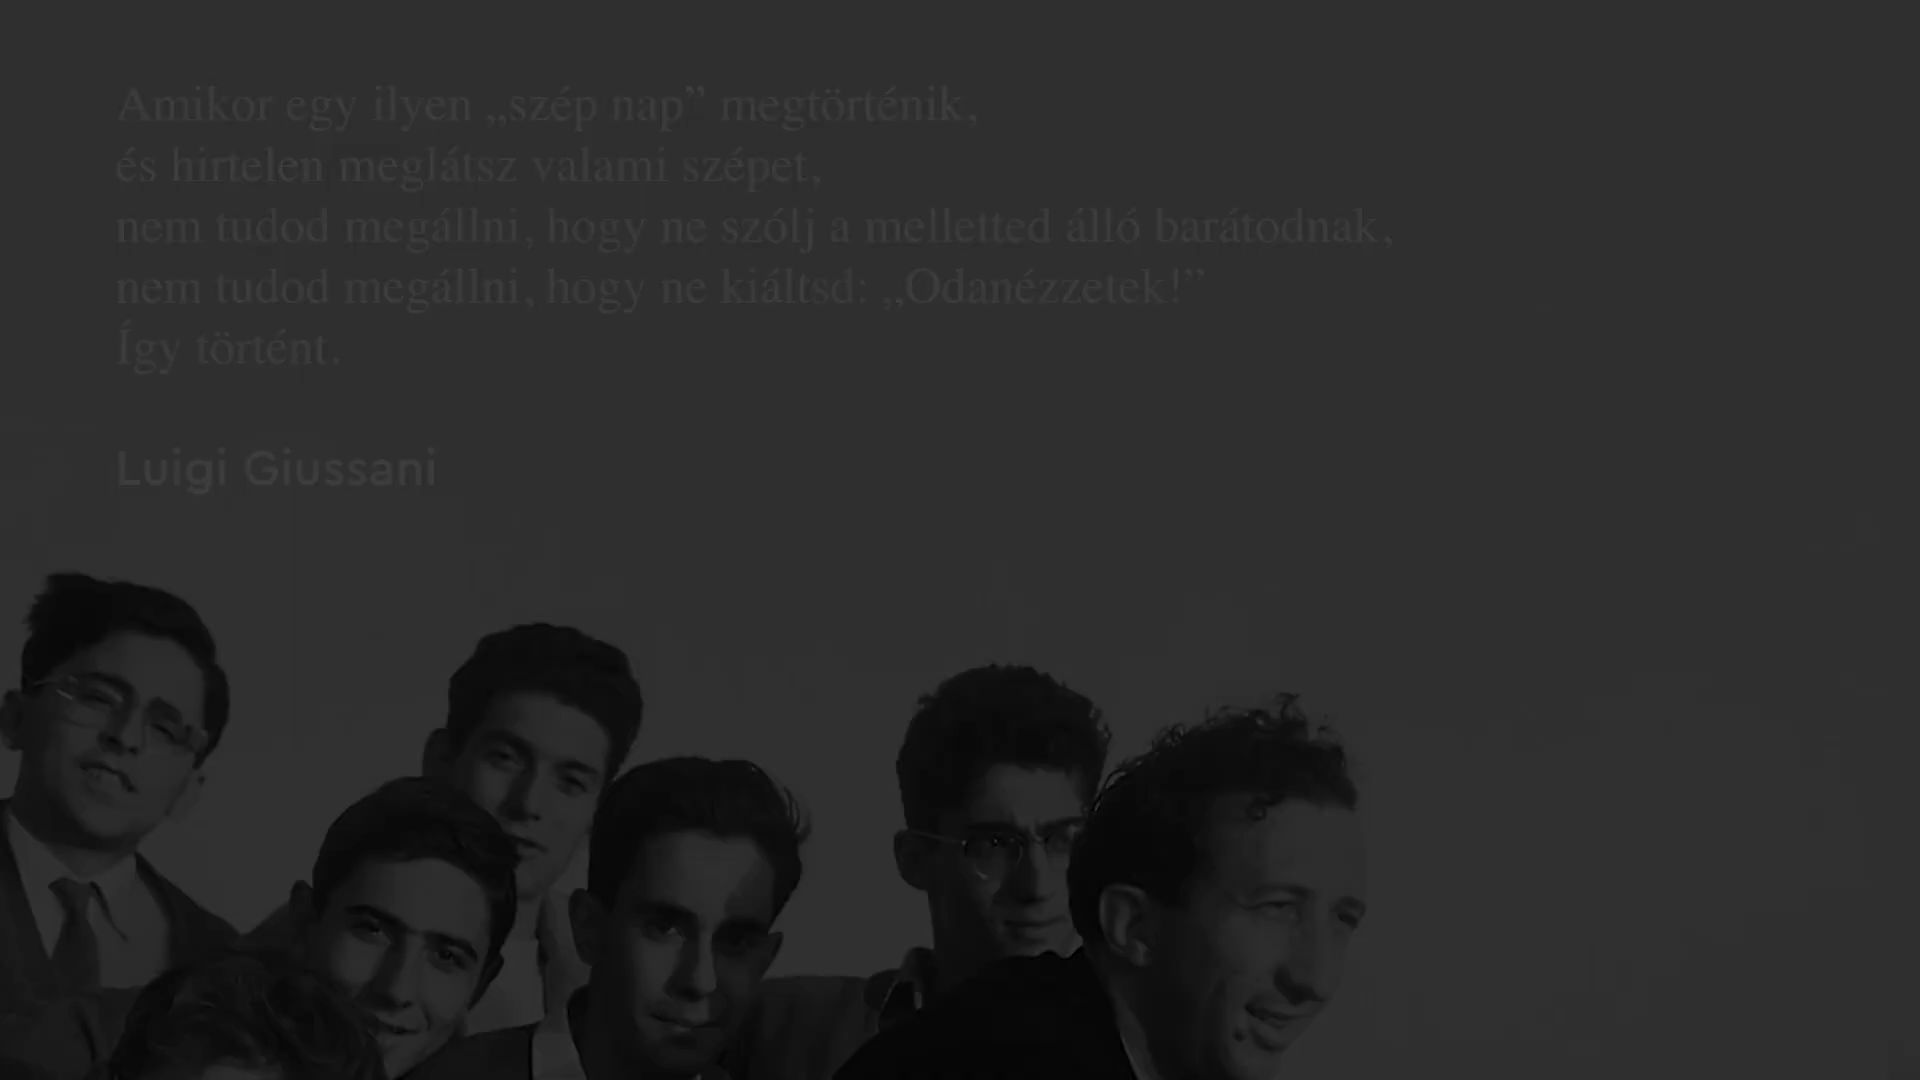 Amikor egy ilyen „szép nap” megtörténik,
és hirtelen meglátsz valami szépet,
nem tudod megállni, hogy ne szólj a melletted álló barátodnak,
nem tudod megállni, hogy ne kiáltsd: „Odanézzetek!”
Így történt.
Luigi Giussani